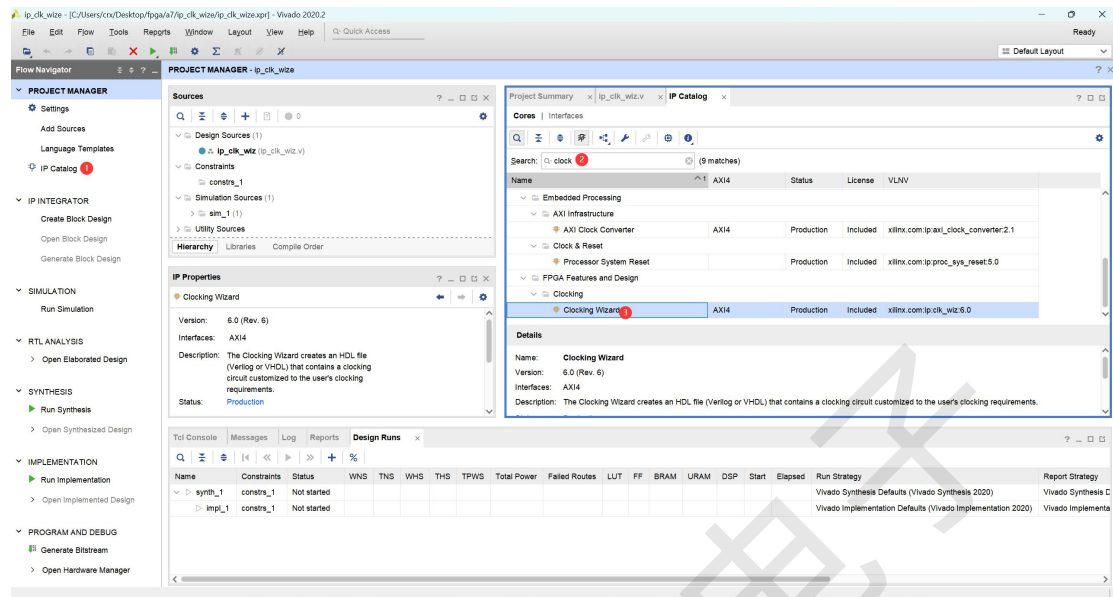 ip_clk_wize - [C:/Users/crx/Desktop/fpga/a7/ip_clk_wize/ip_clk_wize.xpr] - Vivado 2020.2
File Edit Flow Tools Reports Window Layout View Help Q- Quick Access Ready
Default Layout
Flow Navigator
PROJECT MANAGER
Settings
Add Sources
Language Templates
IP Catalog 1
IP INTEGRATOR
Create Block Design
Open Block Design
Generate Block Design
SIMULATION
Run Simulation
RTL ANALYSIS
Open Elaborated Design
SYNTHESIS
Run Synthesis
Open Synthesized Design
IMPLEMENTATION
Run Implementation
Open Implemented Design
PROGRAM AND DEBUG
Generate Bitstream
Open Hardware Manager
PROJECT MANAGER - ip_clk_wize
Sources
0
Design Sources (1)
ip_clk_wiz (ip_clk_wiz.v)
Constraints
constrs_1
Simulation Sources (1)
sim_1 (1)
Utility Sources
Hierarchy Libraries Compile Order
IP Properties
Clocking Wizard
Version: 6.0 (Rev. 6)
Interfaces: AXI4
Description: The Clocking Wizard creates an HDL file
(Verilog or VHDL) that contains a clocking
circuit customized to the user's clocking
requirements.
Status: Production
Project Summary ip_clk_wiz.v IP Catalog
Cores | Interfaces
Search: Q- clock 2 (9 matches)
Name 1 AXI4 Status License VLNV
Embedded Processing
AXI Infrastructure
AXI Clock Converter AXI4 Production Included xilinx.com:ip:axi_clock_converter:2.1
Clock & Reset
Processor System Reset Production Included xilinx.com:ip:proc_sys_reset:5.0
FPGA Features and Design
Clocking
Clocking Wizard 3 AXI4 Production Included xilinx.com:ip:clk_wiz:6.0
Details
Name: Clocking Wizard
Version: 6.0 (Rev. 6)
Interfaces: AXI4
Description: The Clocking Wizard creates an HDL file (Verilog or VHDL) that contains a clocking circuit customized to the user's clocking requirements.
Tcl Console Messages Log Reports Design Runs
Name Constraints Status WNS TNS WHS THS TPWS Total Power Failed Routes LUT FF BRAM URAM DSP Start Elapsed Run Strategy Report Strategy
synth_1 constrs_1 Not started Vivado Synthesis Defaults (Vivado Synthesis 2020) Vivado Synthesis D
impl_1 constrs_1 Not started Vivado Implementation Defaults (Vivado Implementation 2020) Vivado Implementa